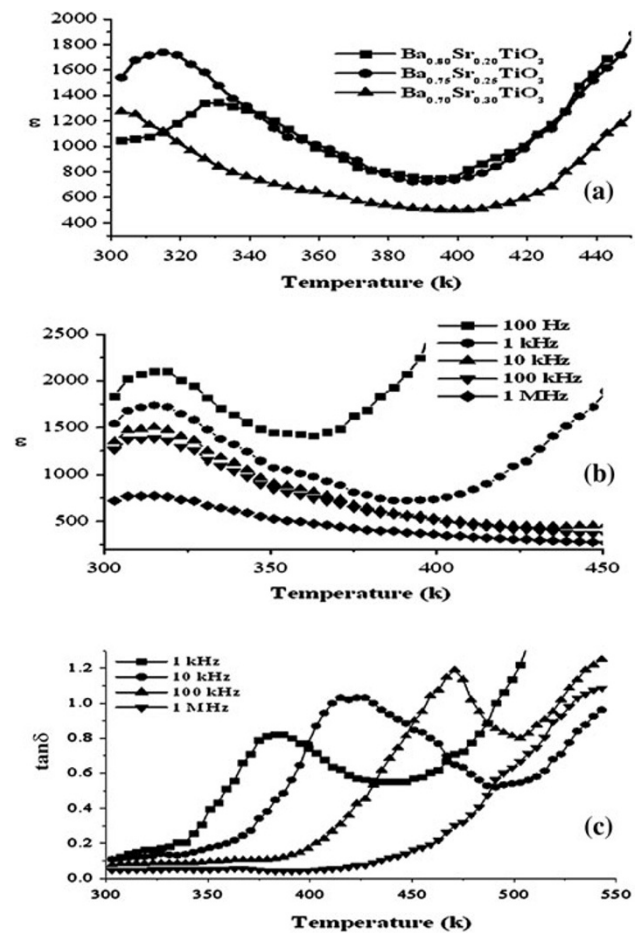 2000
1800
1600
1400
1200
1000
800
600
400
ε
Ba0.80Sr0.20TiO3
Ba0.75Sr0.25TiO3
Ba0.70Sr0.30TiO3
(a)
300 320 340 360 380 400 420 440
Temperature (k)
2500
2000
1500
1000
500
ε
100 Hz
1 kHz
10 kHz
100 kHz
1 MHz
(b)
300 350 400 450
Temperature (k)
1.2
1.0
0.8
0.6
0.4
0.2
0.0
tanδ
1 kHz
10 kHz
100 kHz
1 MHz
(c)
300 350 400 450 500 550
Temperature (k)